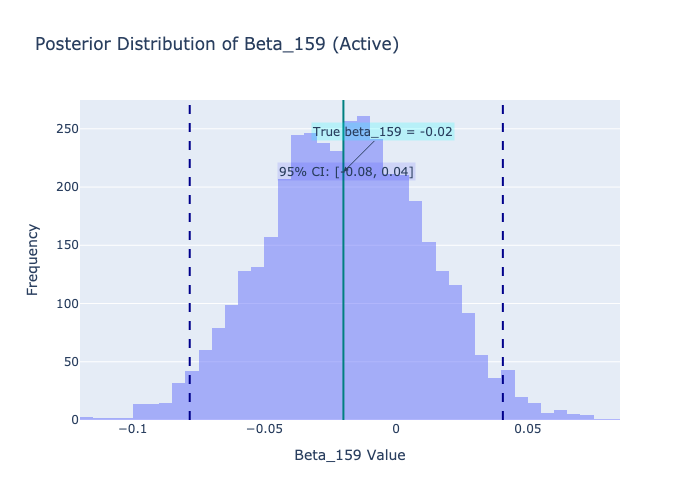 Posterior Distribution of Beta_159 (Active)
True beta_159 = -0.02
95% CI: [-0.08, 0.04]
Frequency
250
200
150
100
50
0
−0.1
−0.05
0
0.05
Beta_159 Value